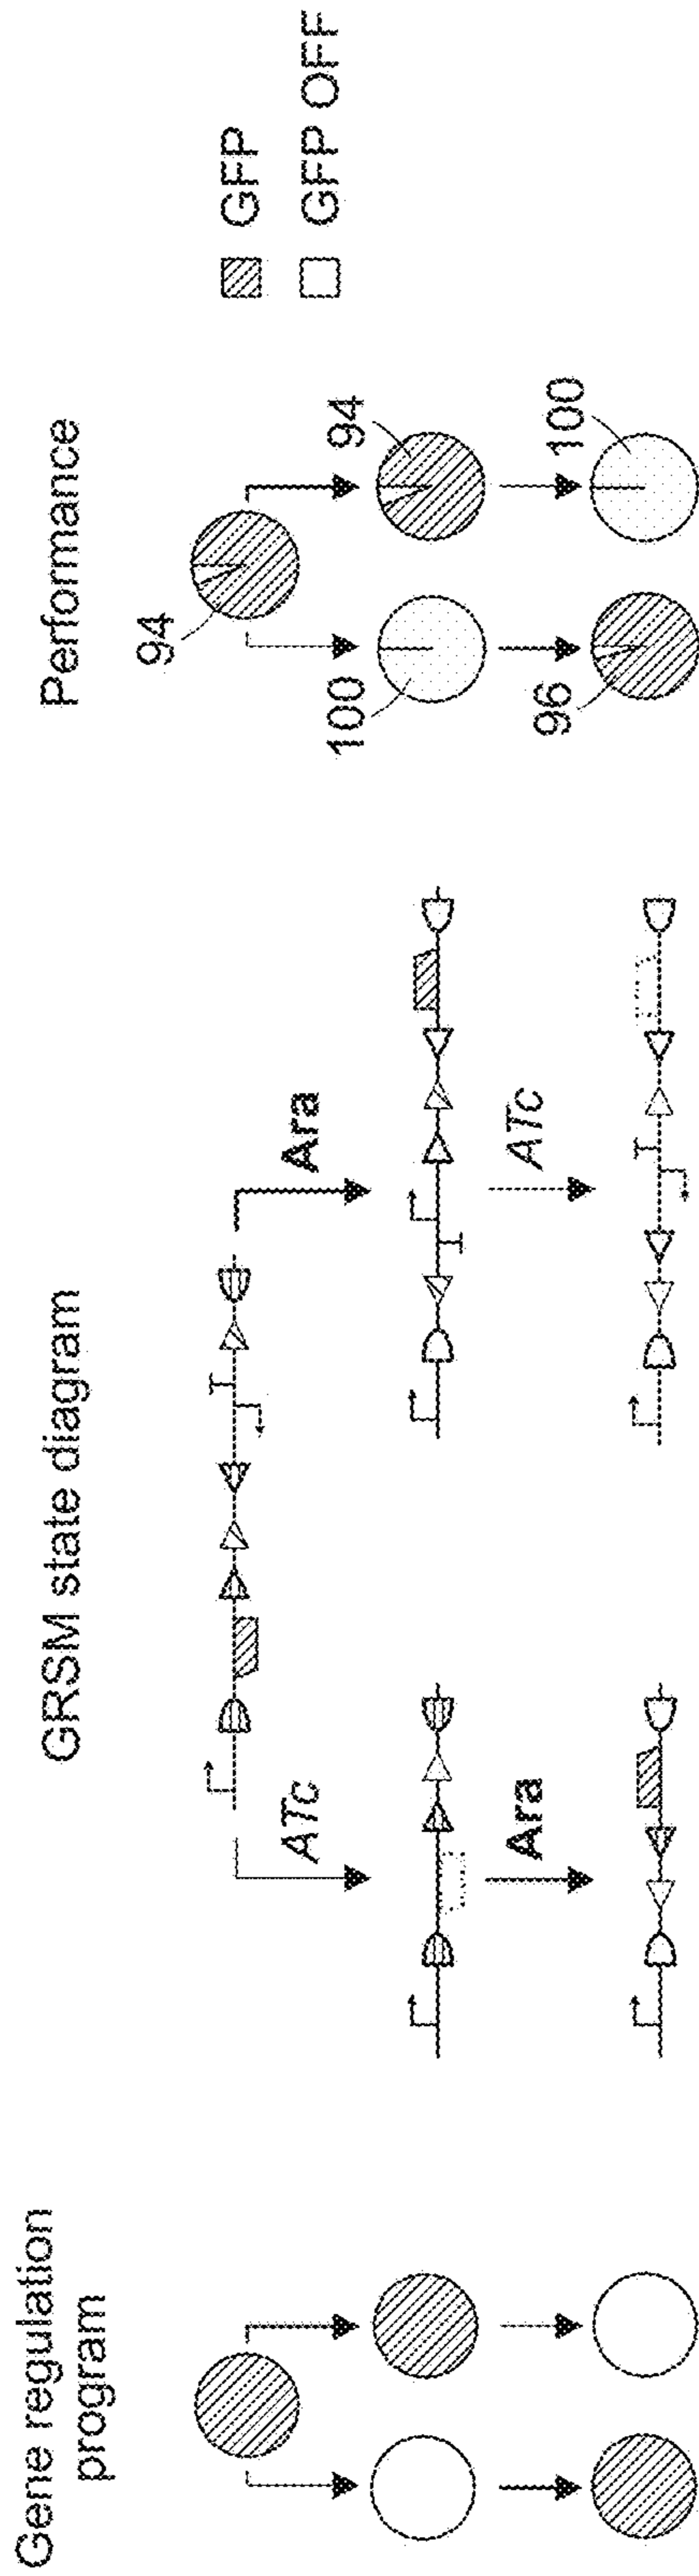 Gene regulation
program
GRSM state diagram
Performance
ATc
Ara
Ara
ATc
94
100
94
96
100
GFP
GFP OFF